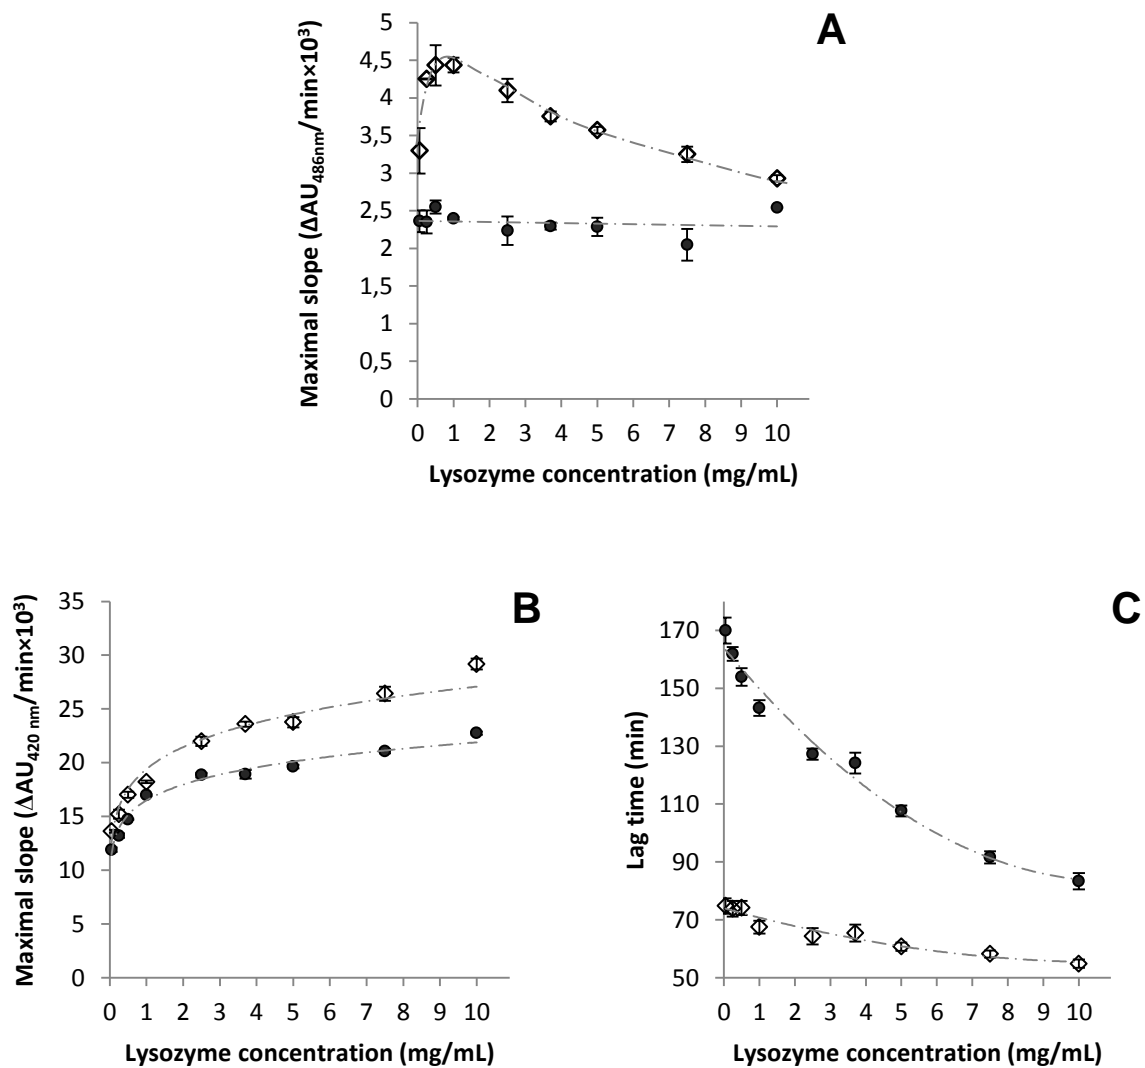 A
Maximal slope (ΔAU486nm/min×10³)
5
4,5
4
3,5
3
2,5
2
1,5
1
0,5
0
0 1 2 3 4 5 6 7 8 9 10
Lysozyme concentration (mg/mL)
B
Maximal slope (ΔAU420 nm/min×10³)
35
30
25
20
15
10
5
0
0 1 2 3 4 5 6 7 8 9 10
Lysozyme concentration (mg/mL)
C
Lag time (min)
170
150
130
110
90
70
50
0 1 2 3 4 5 6 7 8 9 10
Lysozyme concentration (mg/mL)